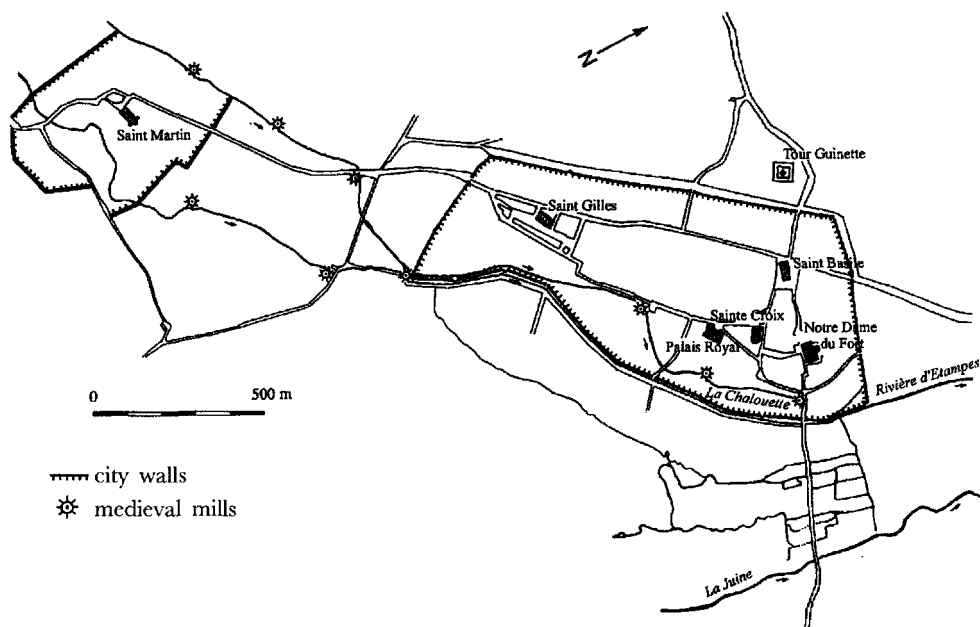 N
Saint Martin
Tour Guinette
Saint Gilles
Saint Basile
Sainte Croix
Notre Dame
du Fort
Palais Royal
La Chalouette
Rivière d'Etampes
0 500 m
city walls
medieval mills
La Juine